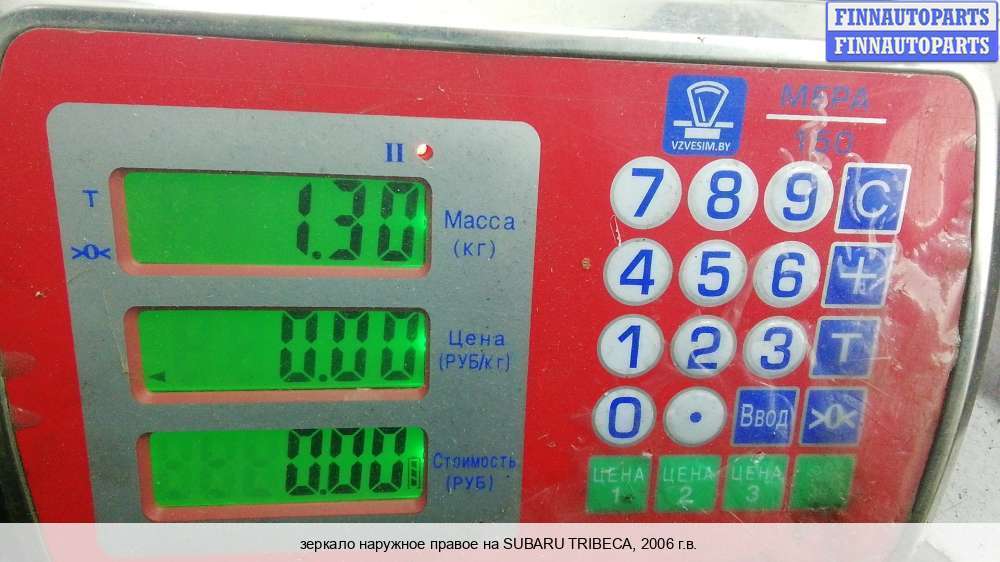 FINNAUTOPARTS
FINNAUTOPARTS
МЕРА
150
VZVESIM.BY
II
T
>0<
1.30
Масса
(кг)
0.00
Цена
(РУБ/кг)
0.00
Стоимость
(РУБ)
7 8 9 C
4 5 6 +
1 2 3 T
0 . Ввод >0<
ЦЕНА 1 ЦЕНА 2 ЦЕНА 3
зеркало наружное правое на SUBARU TRIBECA, 2006 г.в.